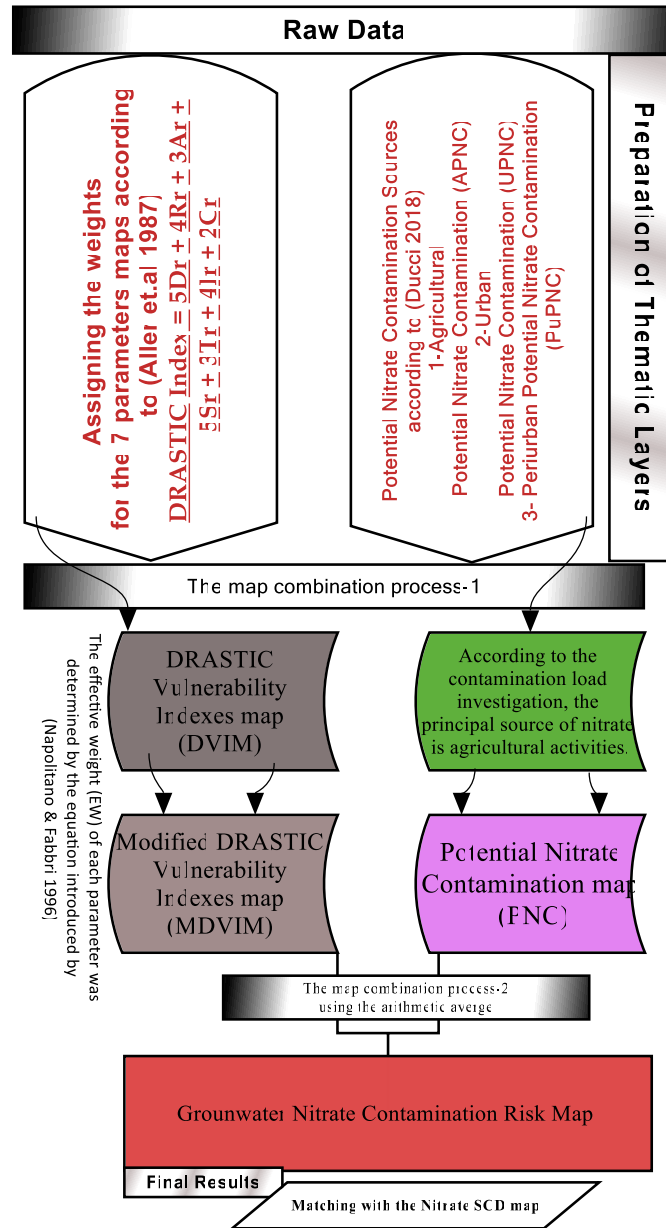 Raw Data
Preparation of Thematic Layers
Assigning the weights
for the 7 parameters maps according
to (Aller et.al 1987)
DRASTIC Index = 5Dr + 4Rr + 3Ar +
5Sr + 3Tr + 4Ir + 2Cr
Potential Nitrate Contamination Sources
according to (Ducci 2018)
1-Agricultural
Potential Nitrate Contamination (APNC)
2-Urban
Potential Nitrate Contamination (UPNC)
3- Periurban Potential Nitrate Contamination
(PuPNC)
The map combination process-1
The effective weight (EW) of each parameter was
determined by the equation introduced by
(Napolitano & Fabbri 1996)
DRASTIC
Vulnerability
Indexes map
(DVIM)
According to the
contamination load
investigation, the
principal source of nitrate
is agricultural activities.
Modified DRASTIC
Vulnerability
Indexes map
(MDVIM)
Potential Nitrate
Contamination map
(PNC)
The map combination process-2
using the arithmetic averge
Grounwater Nitrate Contamination Risk Map
Final Results
Matching with the Nitrate SCD map